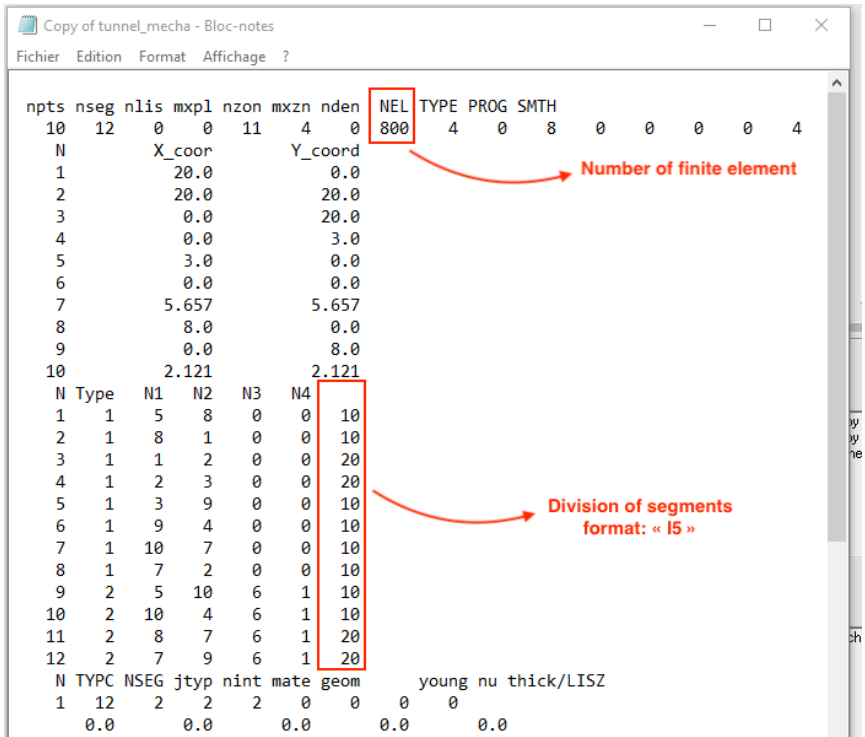 Copy of tunnel_mecha - Bloc-notes
Fichier Edition Format Affichage ?
npts nseg nlis mxpl nzon mxzn nden NEL TYPE PROG SMTH
10 12 0 0 11 4 0 800 4 0 8 0 0 0 0 4
N X_coor Y_coord
1 20.0 0.0
Number of finite element
2 20.0 20.0
3 0.0 20.0
4 0.0 3.0
5 3.0 0.0
6 0.0 0.0
7 5.657 5.657
8 8.0 0.0
9 0.0 8.0
10 2.121 2.121
N Type N1 N2 N3 N4
1 1 5 8 0 0 10
2 1 8 1 0 0 10
3 1 1 2 0 0 20
4 1 2 3 0 0 20
5 1 3 9 0 0 10
6 1 9 4 0 0 10
7 1 10 7 0 0 10
8 1 7 2 0 0 10
Division of segments
format: « I5 »
9 2 5 10 6 1 10
10 2 10 4 6 1 10
11 2 8 7 6 1 20
12 2 7 9 6 1 20
N TYPC NSEG jtyp nint mate geom young nu thick/LISZ
1 12 2 2 2 0 0 0 0
0.0 0.0 0.0 0.0 0.0